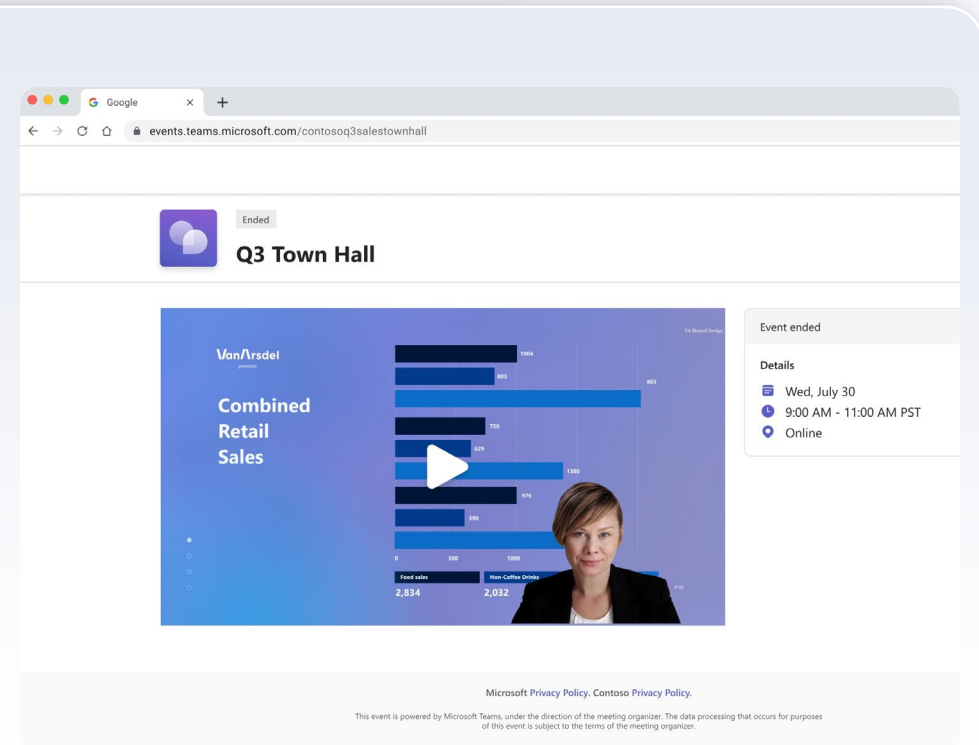 Google
events.teams.microsoft.com/contosoq3salestownhall
Ended
Q3 Town Hall
VanArsdel
presents
Combined
Retail
Sales
1004
803
803
750
629
1380
976
590
0 500 1000
Food sales Non-Coffee Drinks
2,834 2,032
Event ended
Details
Wed, July 30
9:00 AM - 11:00 AM PST
Online
Microsoft Privacy Policy. Contoso Privacy Policy.
This event is powered by Microsoft Teams, under the direction of the meeting organizer. The data processing that occurs for purposes
of this event is subject to the terms of the meeting organizer.